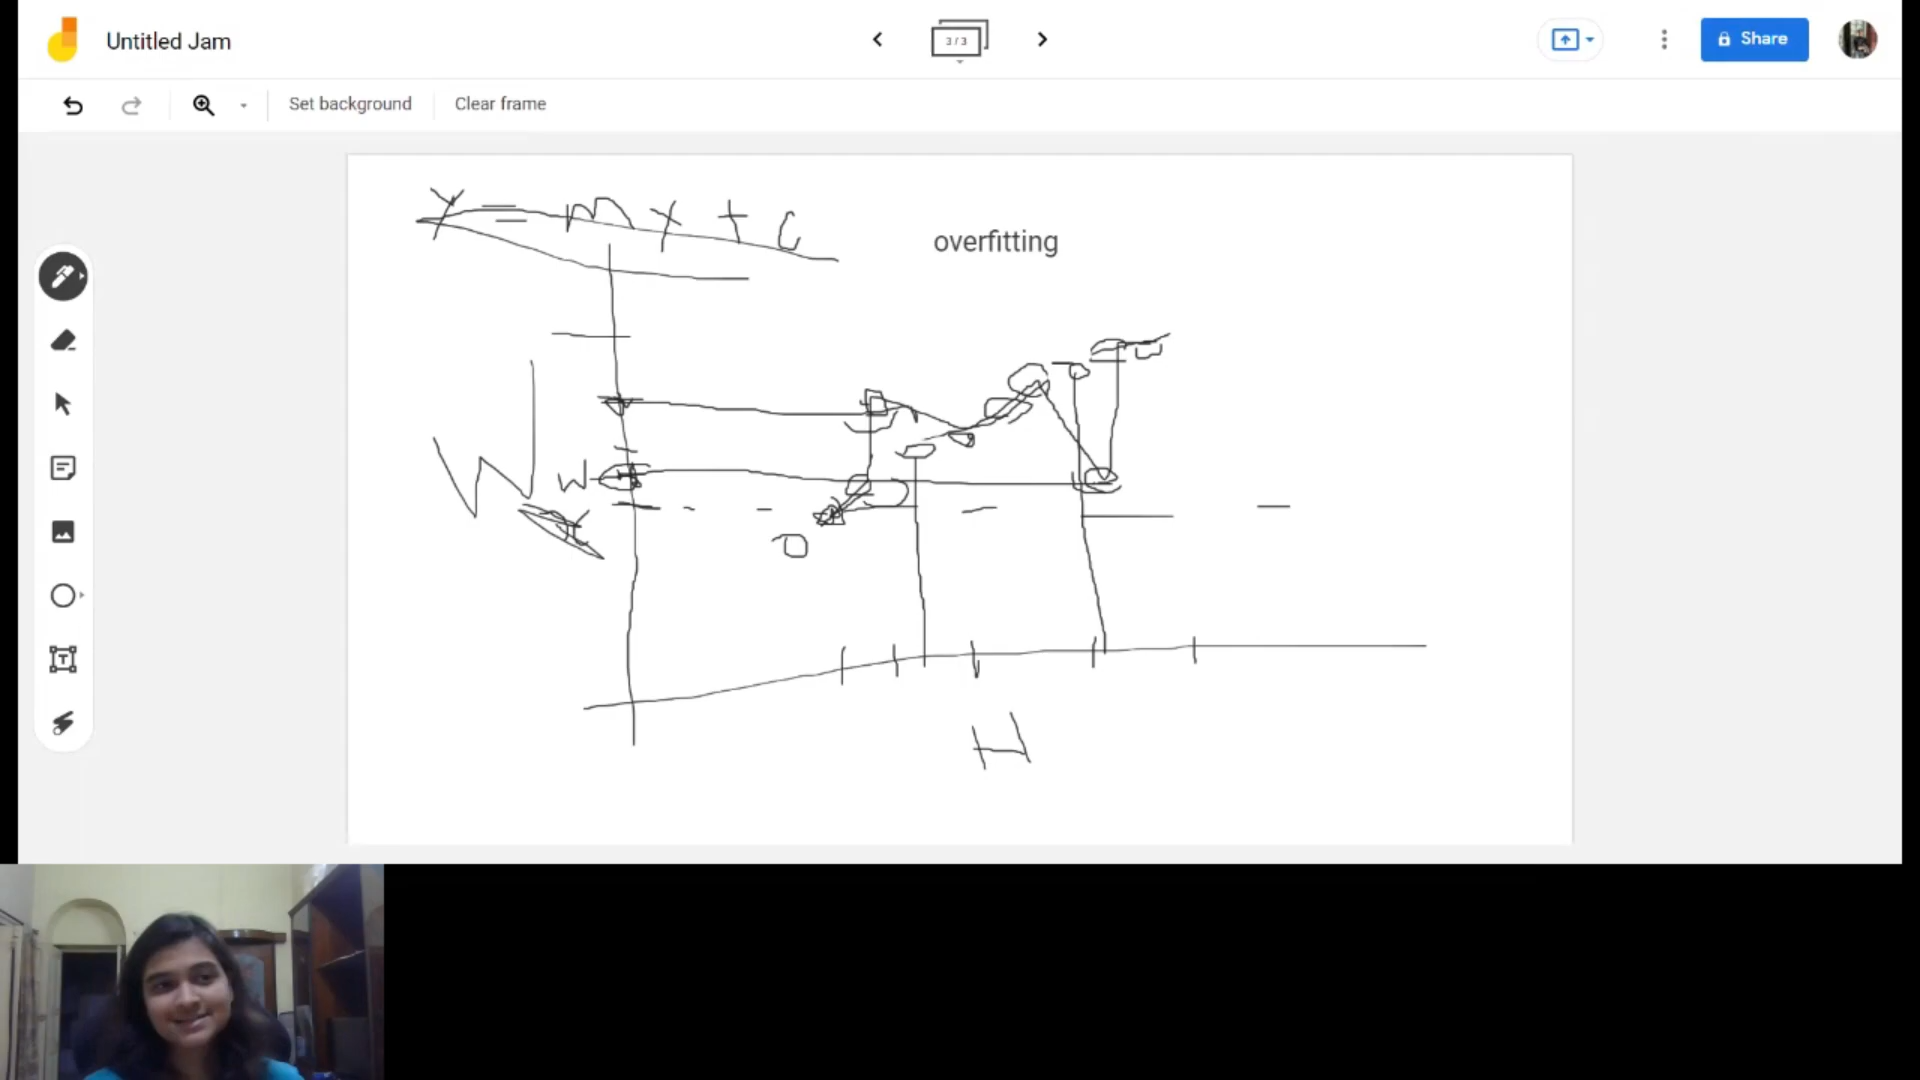 Untitled Jam
3 / 3
Share
Set background
Clear frame
y = mx + c
overfitting
W
W
H